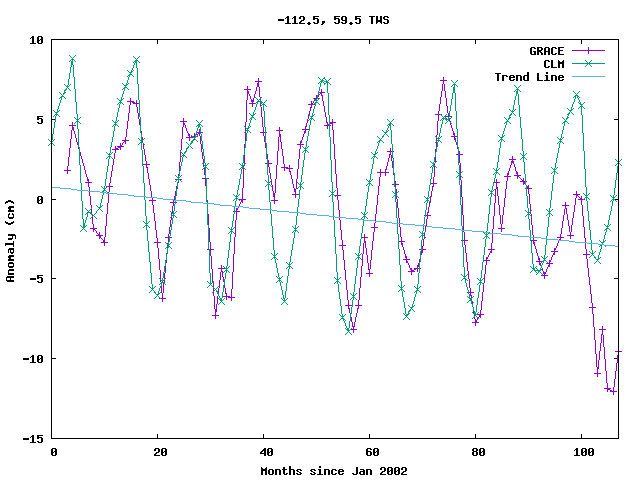 -112.5, 59.5 TWS
GRACE
CLM
Trend Line
10
5
0
-5
-10
-15
Anomaly (cm)
0 20 40 60 80 100
Months since Jan 2002